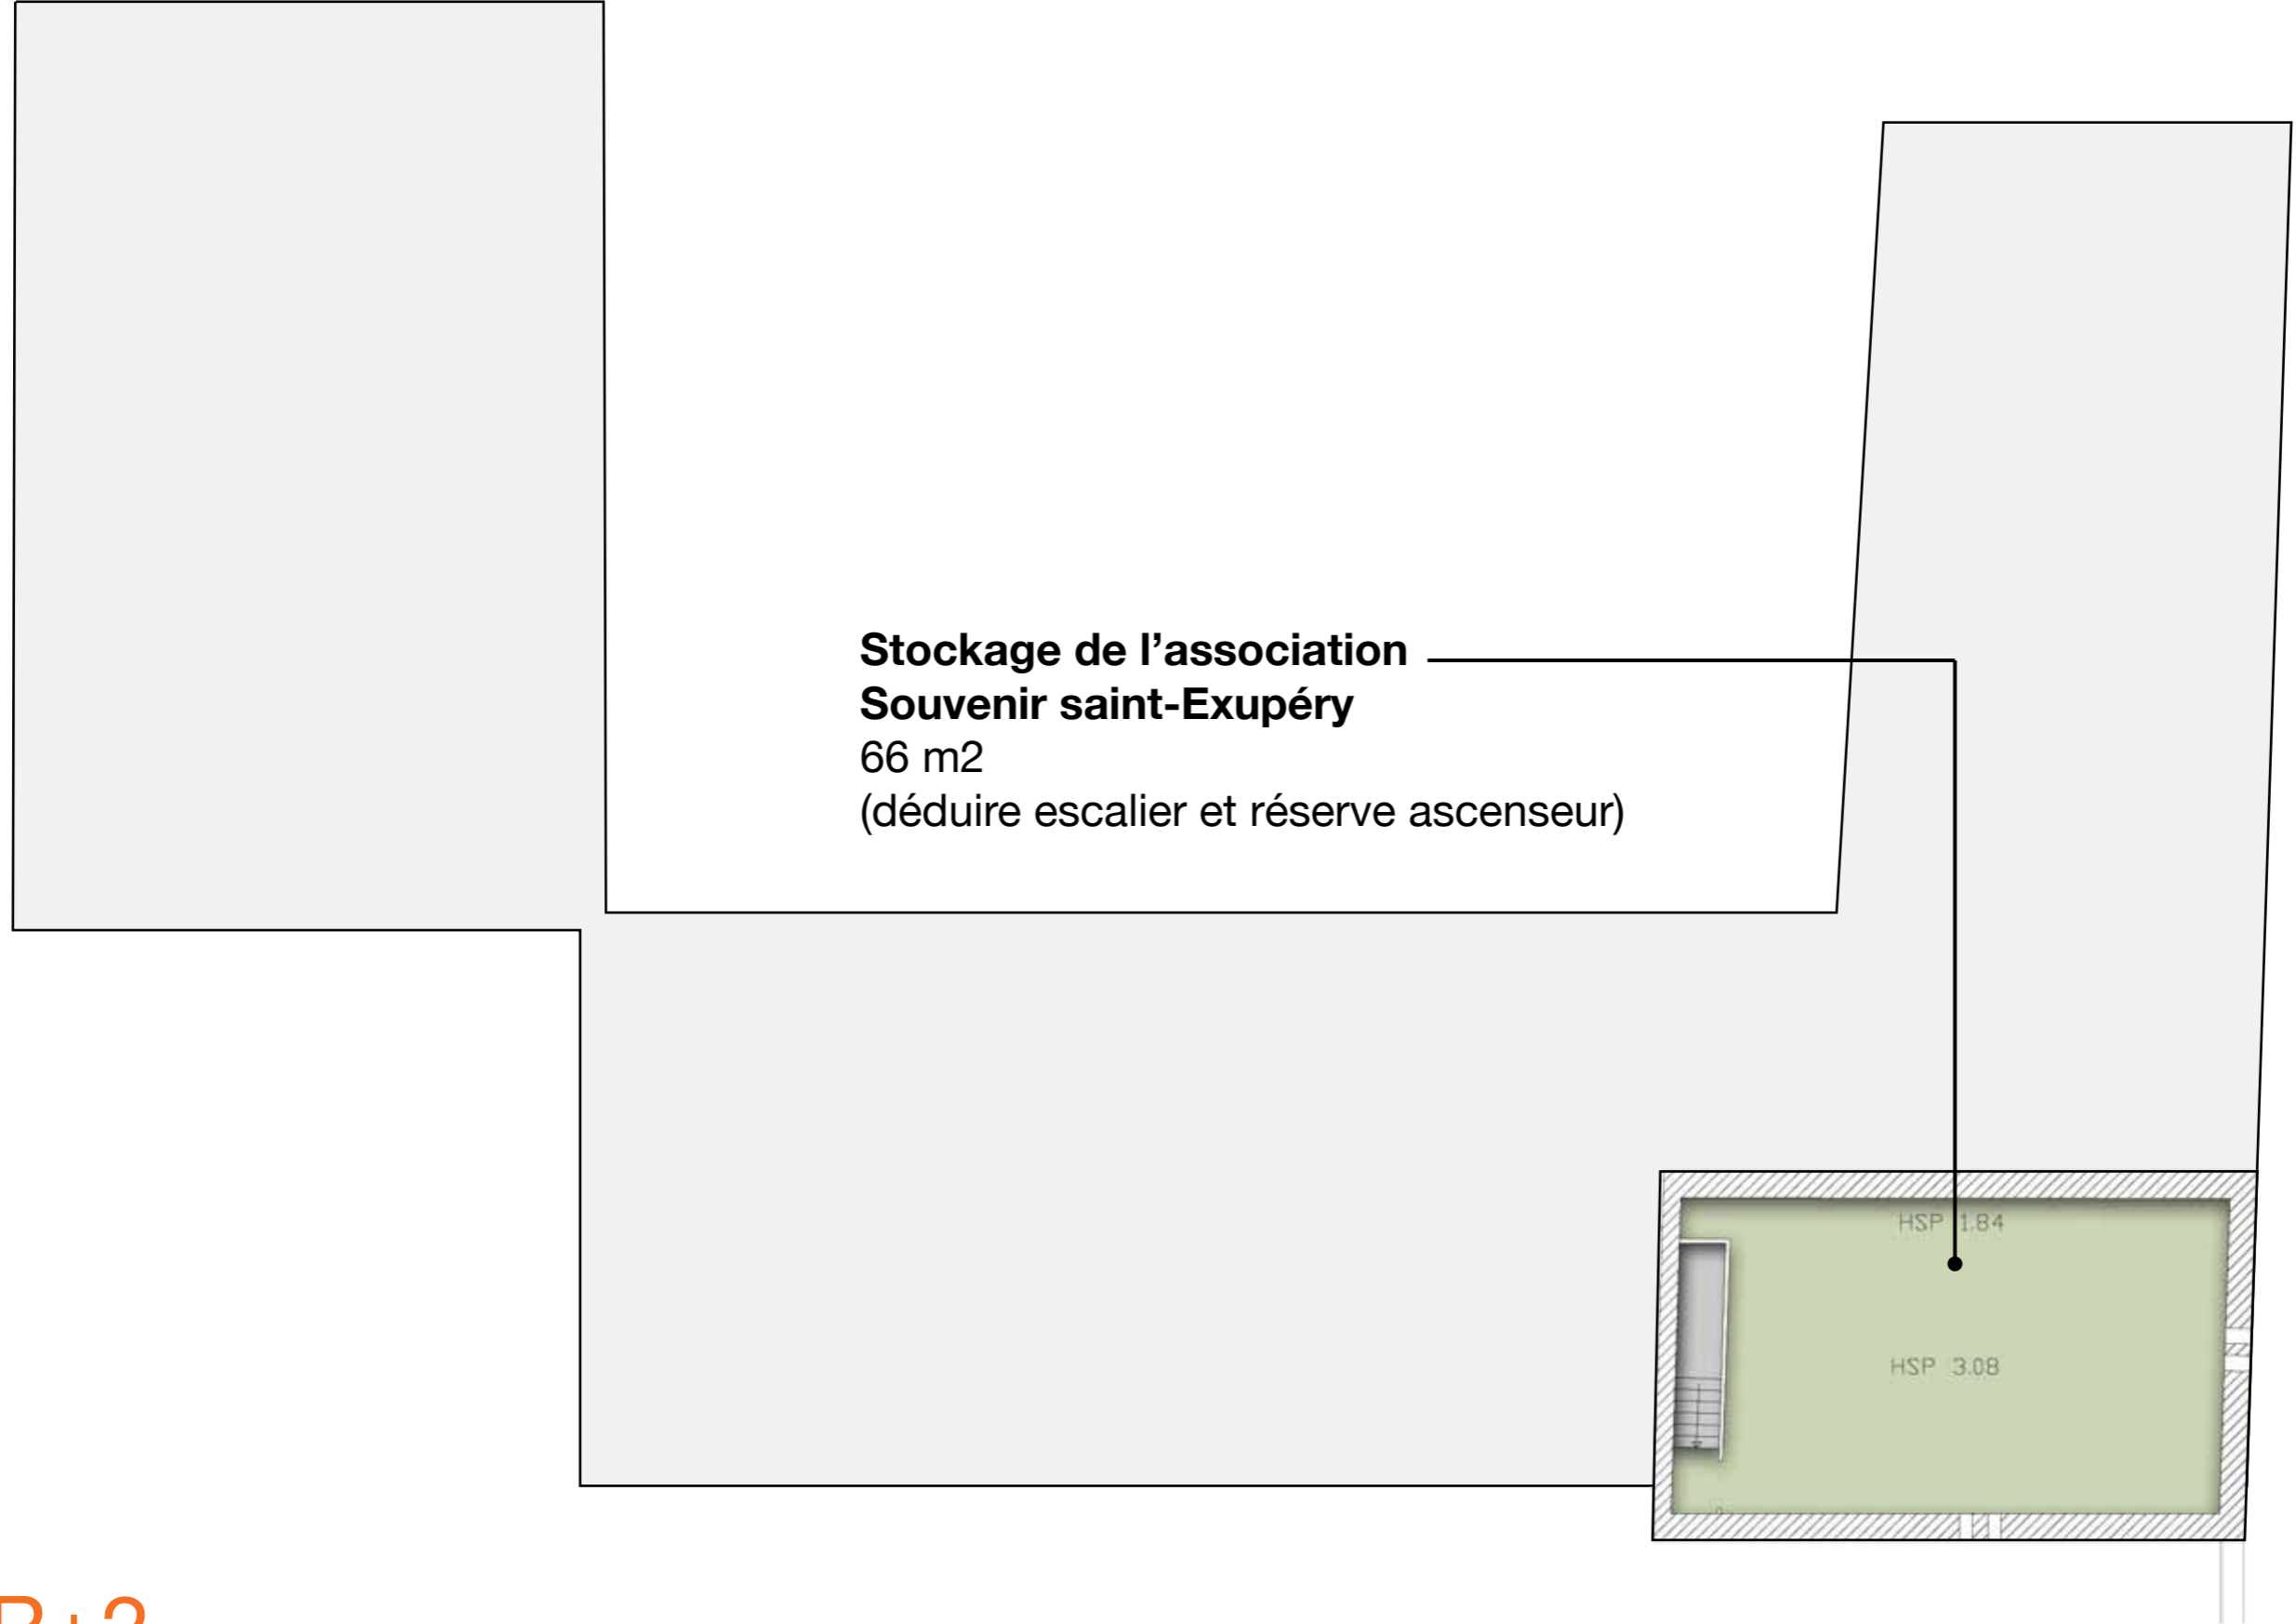 Stockage de l’association
Souvenir saint-Exupéry
66 m2
(déduire escalier et réserve ascenseur)
HSP 1.84
HSP 3.08